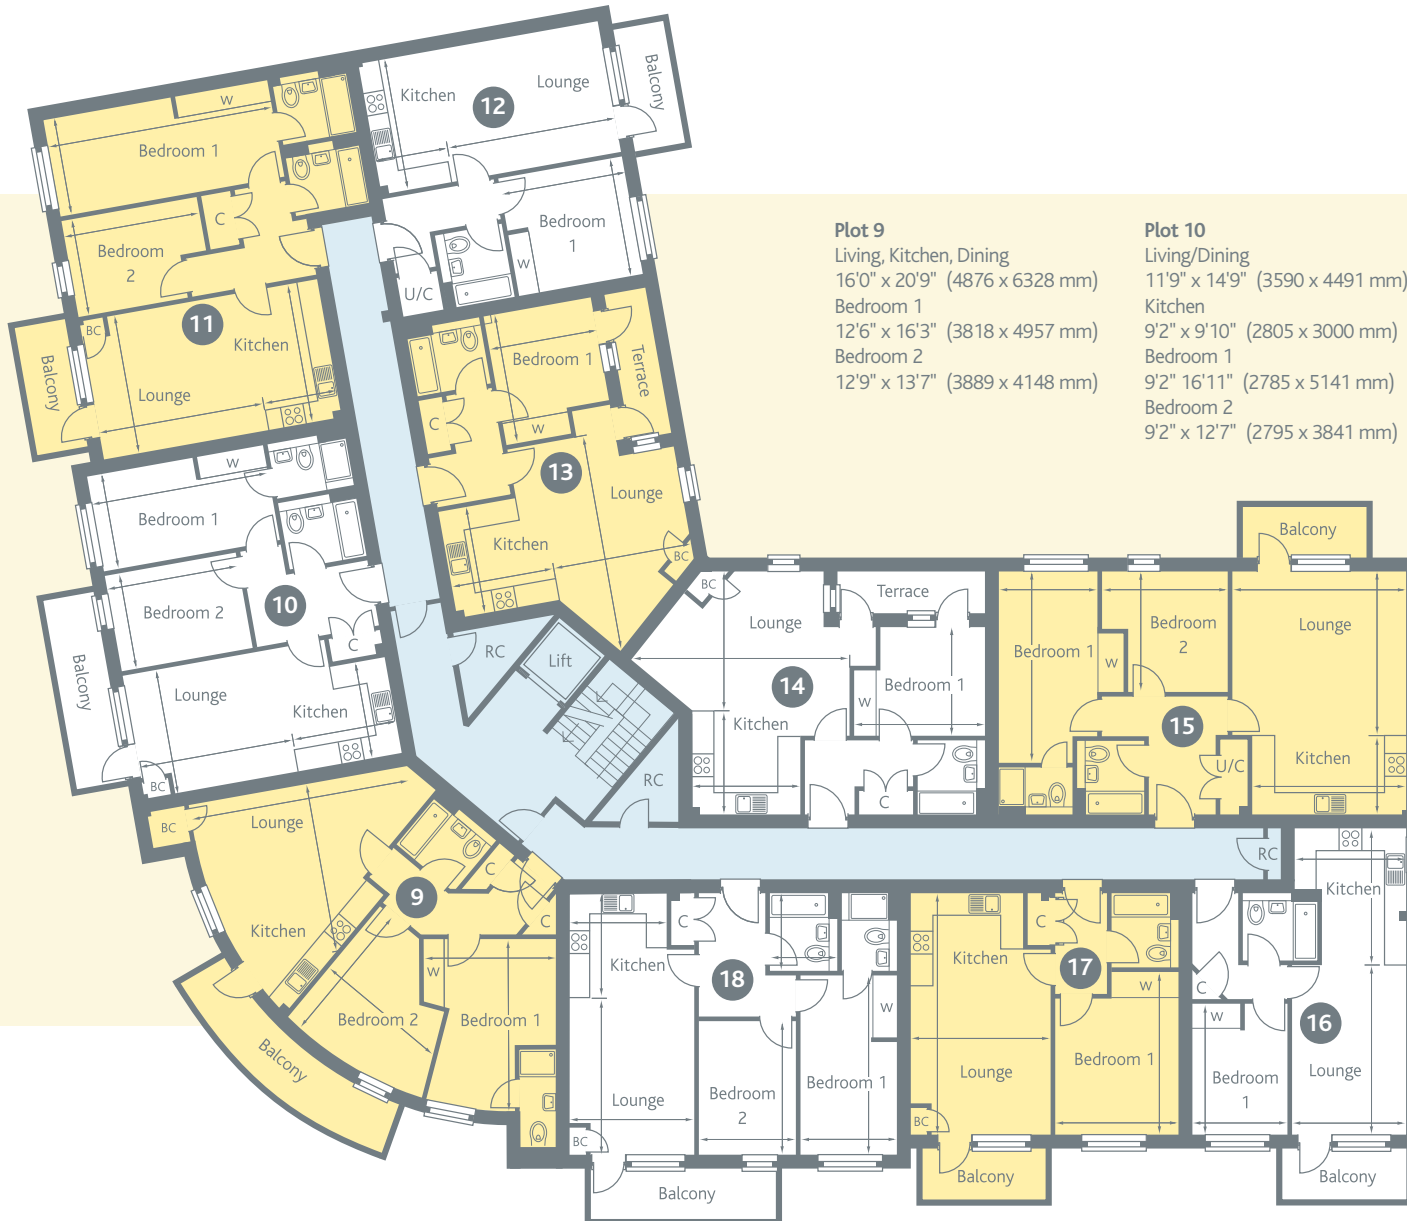 W
Bedroom 1
C
Bedroom
2
11
BC
Kitchen
Lounge
Balcony
Kitchen
Lounge
12
Balcony
Bedroom
1
W
U/C
Bedroom 1
Terrace
C
W
13
Lounge
Kitchen
BC
Plot 9
Living, Kitchen, Dining
16'0" x 20'9" (4876 x 6328 mm)
Bedroom 1
12'6" x 16'3" (3818 x 4957 mm)
Bedroom 2
12'9" x 13'7" (3889 x 4148 mm)
Plot 10
Living/Dining
11'9" x 14'9" (3590 x 4491 mm)
Kitchen
9'2" x 9'10" (2805 x 3000 mm)
Bedroom 1
9'2" 16'11" (2785 x 5141 mm)
Bedroom 2
9'2" x 12'7" (2795 x 3841 mm)
W
Bedroom 1
Bedroom 2
10
C
Balcony
Lounge
Kitchen
BC
RC
Lift
RC
BC
Lounge
Terrace
14
W
Bedroom 1
Kitchen
C
Balcony
Bedroom 1
W
Bedroom
2
Lounge
15
U/C
Kitchen
RC
BC
Lounge
C
9
C
Kitchen
W
Bedroom 2
Bedroom 1
Balcony
C
Kitchen
18
W
Bedroom 1
Bedroom
2
Lounge
BC
Balcony
C
Kitchen
17
W
Bedroom 1
Lounge
BC
Balcony
Kitchen
C
W
16
Bedroom
1
Lounge
Balcony